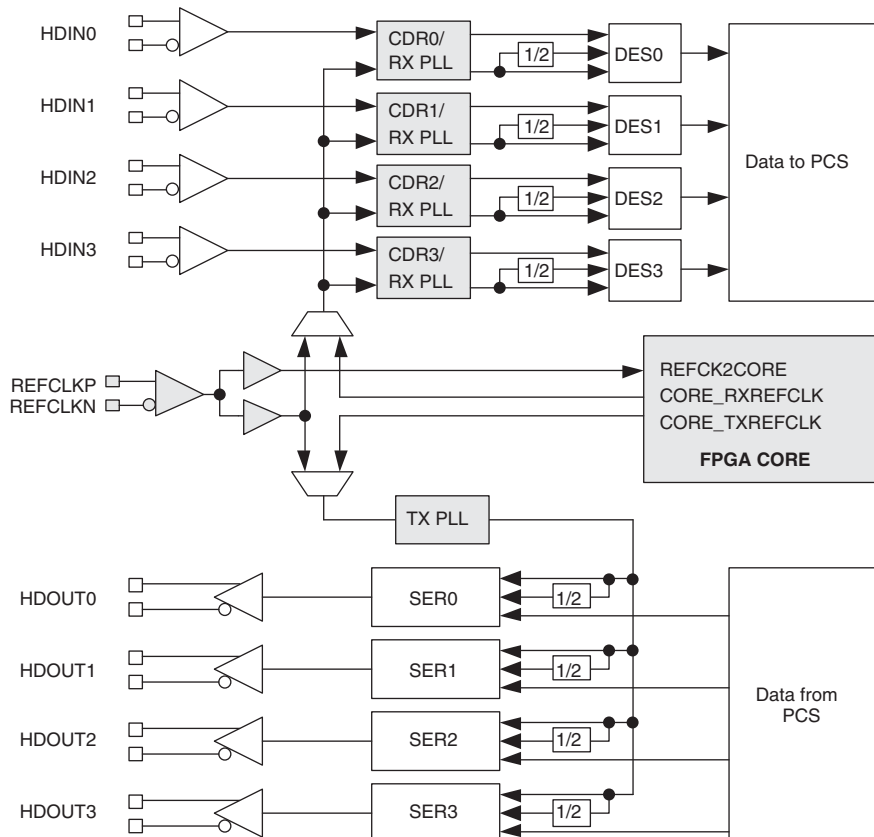 HDIN0
CDR0/
RX PLL
1/2
DES0
HDIN1
CDR1/
RX PLL
1/2
DES1
Data to PCS
HDIN2
CDR2/
RX PLL
1/2
DES2
HDIN3
CDR3/
RX PLL
1/2
DES3
REFCLKP
REFCLKN
REFCK2CORE
CORE_RXREFCLK
CORE_TXREFCLK
FPGA CORE
TX PLL
HDOUT0
SER0
1/2
HDOUT1
SER1
1/2
Data from
PCS
HDOUT2
SER2
1/2
HDOUT3
SER3
1/2